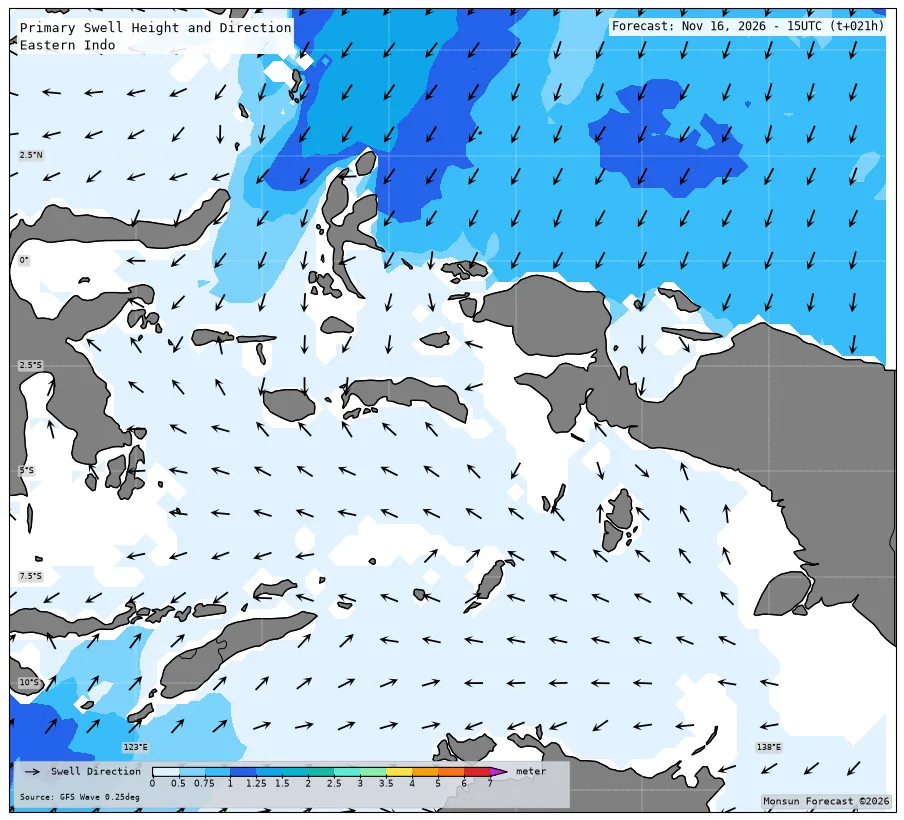 Primary Swell Height and Direction
Eastern Indo
Forecast: Nov 16, 2026 - 15UTC (t+021h)
2.5°N
0°
2.5°S
5°S
7.5°S
10°S
123°E
138°E
Swell Direction
0 0.5 0.75 1 1.25 1.5 2 2.5 3 3.5 4 5 6 7
meter
Source: GFS Wave 0.25deg
Monsun Forecast ©2026